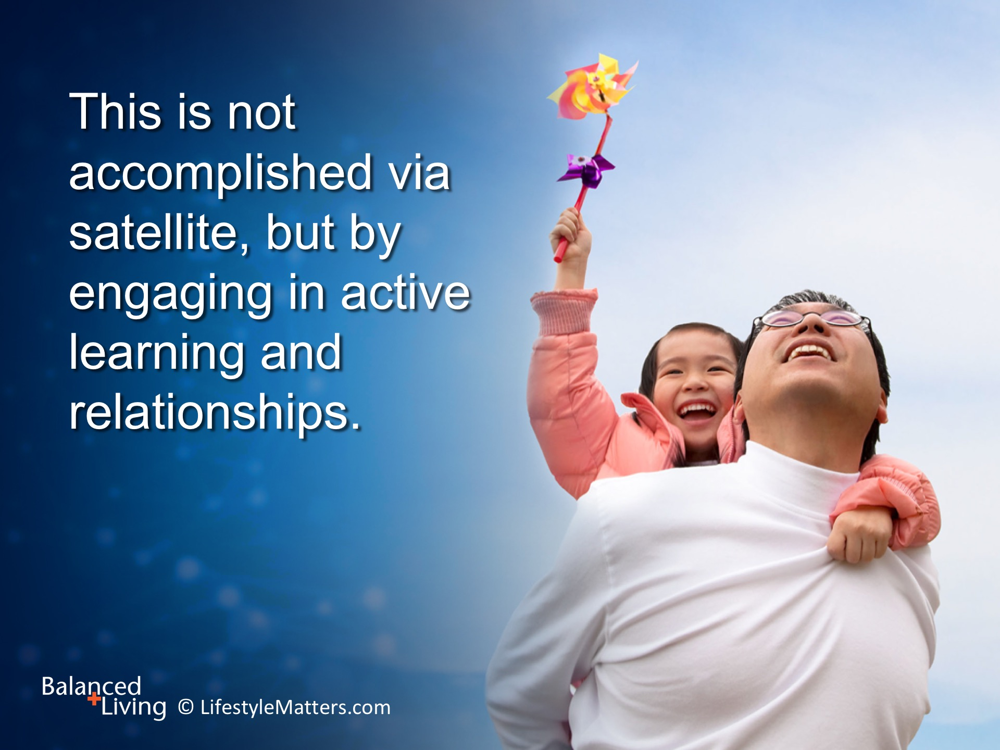 This is not
accomplished via
satellite, but by
engaging in active
learning and
relationships.
Balanced
Living © LifestyleMatters.com